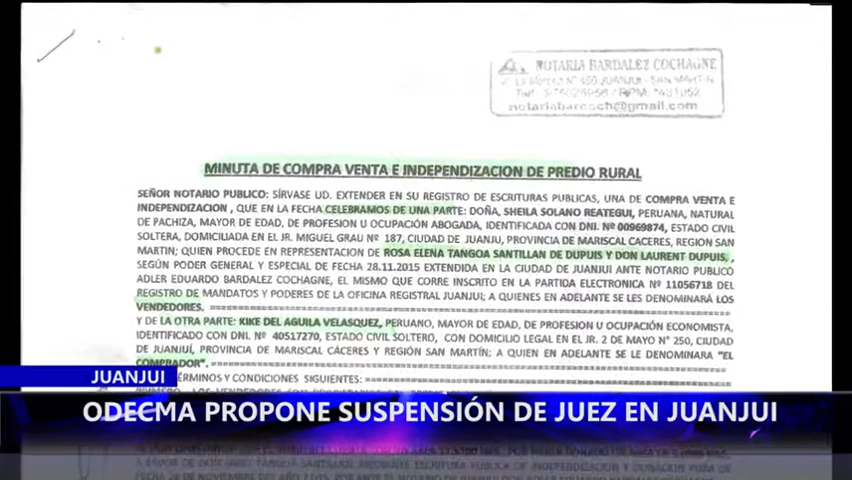 NOTARIA BARDALEZ COCHAGNE
Jr. La Merced N° 450 JUANJUI - SAN MARTIN
notariabarcoch@gmail.com
MINUTA DE COMPRA VENTA E INDEPENDIZACION DE PREDIO RURAL
SEÑOR NOTARIO PUBLICO: SÍRVASE UD. EXTENDER EN SU REGISTRO DE ESCRITURAS PUBLICAS, UNA DE COMPRA VENTA E
INDEPENDIZACION , QUE EN LA FECHA CELEBRAMOS DE UNA PARTE: DOÑA, SHEILA SOLANO REATEGUI, PERUANA, NATURAL
DE PACHIZA, MAYOR DE EDAD, DE PROFESION U OCUPACIÓN ABOGADA, IDENTIFICADA CON DNI. Nº 00969874, ESTADO CIVIL
SOLTERA, DOMICILIADA EN EL JR. MIGUEL GRAU Nº 187, CIUDAD DE JUANJU, PROVINCIA DE MARISCAL CACERES, REGIÓN SAN
MARTIN; QUIEN PROCEDE EN REPRESENTACION DE ROSA ELENA TANGOA SANTILLAN DE DUPUIS Y DON LAURENT DUPUIS, ,
SEGÚN PODER GENERAL Y ESPECIAL DE FECHA 28.11.2015 EXTENDIDA EN LA CIUDAD DE JUANJUI ANTE NOTARIO PUBLICO
ADLER EDUARDO BARDALEZ COCHAGNE, EL MISMO QUE CORRE INSCRITO EN LA PARTIDA ELECTRONICA Nº 11056718 DEL
REGISTRO DE MANDATOS Y PODERES DE LA OFICINA REGISTRAL JUANJUI; A QUIENES EN ADELANTE SE LES DENOMINARÁ LOS
VENDEDORES.
Y DE LA OTRA PARTE: KIKE DEL AGUILA VELASQUEZ, PERUANO, MAYOR DE EDAD, DE PROFESION U OCUPACIÓN ECONOMISTA,
IDENTIFICADO CON DNI. Nº 40517270, ESTADO CIVIL SOLTERO, CON DOMICILIO LEGAL EN EL JR. 2 DE MAYO N° 250, CIUDAD
DE JUANJUÍ, PROVINCIA DE MARISCAL CÁCERES Y REGIÓN SAN MARTÍN; A QUIEN EN ADELANTE SE LE DENOMINARA "EL
COMPRADOR".
JUANJUI
TÉRMINOS Y CONDICIONES SIGUIENTES:
ODECMA PROPONE SUSPENSIÓN DE JUEZ EN JUANJUI